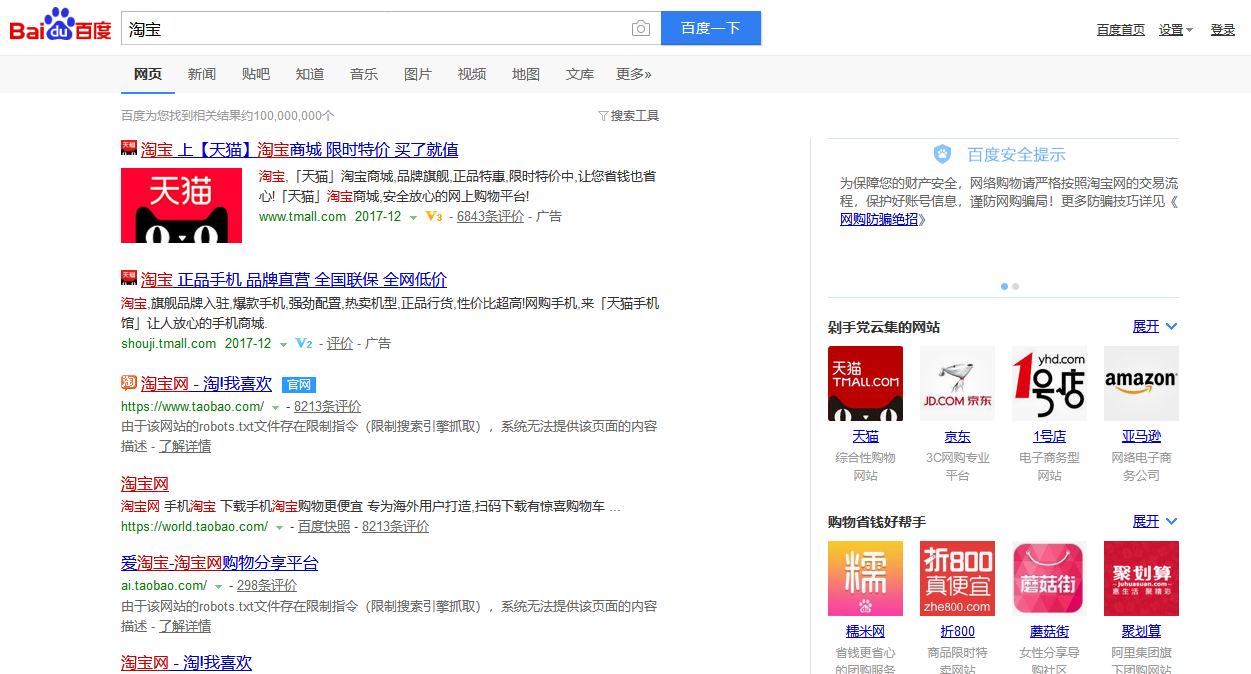 Bai du 百度
淘宝
百度一下
百度首页 设置 登录
网页 新闻 贴吧 知道 音乐 图片 视频 地图 文库 更多»
百度为您找到相关结果约100,000,000个
搜索工具
天猫 淘宝 上【天猫】淘宝商城 限时特价 买了就值
天猫
淘宝,「天猫」淘宝商城,品牌旗舰,正品特惠,限时特价中,让您省钱也省
心!「天猫」淘宝商城,安全放心的网上购物平台!
www.tmall.com 2017-12 V3 - 6843条评价 - 广告
天猫 淘宝 正品手机 品牌直营 全国联保 全网低价
淘宝,旗舰品牌入驻,爆款手机,强劲配置,热卖机型,正品行货,性价比超高!网购手机,来「天猫手机
馆」让人放心的手机商城.
shouji.tmall.com 2017-12 V2 - 评价 - 广告
淘 淘宝网 - 淘!我喜欢 官网
https://www.taobao.com/ - 8213条评价
由于该网站的robots.txt文件存在限制指令（限制搜索引擎抓取），系统无法提供该页面的内容
描述 - 了解详情
淘宝网
淘宝网 手机淘宝 下载手机淘宝购物更便宜 专为海外用户打造,扫码下载有惊喜购物车 ...
https://world.taobao.com/ - 百度快照 - 8213条评价
爱淘宝-淘宝网购物分享平台
ai.taobao.com/ - 298条评价
由于该网站的robots.txt文件存在限制指令（限制搜索引擎抓取），系统无法提供该页面的内容
描述 - 了解详情
淘宝网 - 淘!我喜欢
百度安全提示
为保障您的财产安全，网络购物请严格按照淘宝网的交易流
程，保护好账号信息，谨防网购骗局！更多防骗技巧详见《
网购防骗绝招》
剁手党云集的网站 展开
天猫
TMALL.COM
JD.COM 京东
yhd.com
1号店
amazon
天猫 京东 1号店 亚马逊
综合性购物 3C网购专业 电子商务型 网络电子商
网站 平台 网站 务公司
购物省钱好帮手 展开
糯
折800
真便宜
zhe800.com
蘑菇街
聚划算
Juhuasuan.com
惠生活 聚精彩
糯米网 折800 蘑菇街 聚划算
省钱更省心 商品限时特 女性分享导 阿里集团旗
的团购服务 卖网站 购社区 下团购网站